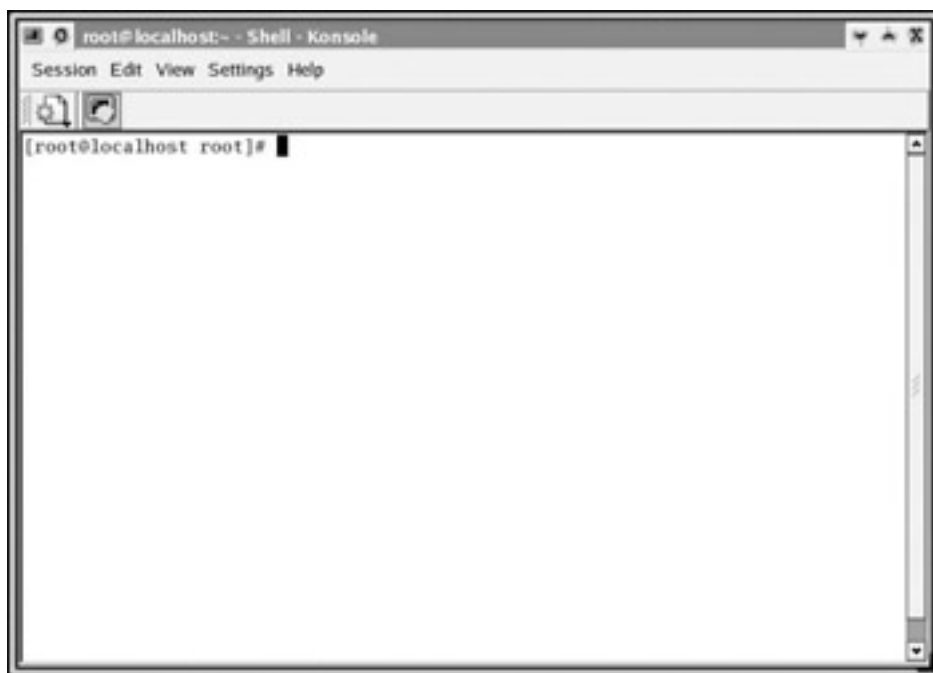 root@localhost:~ - Shell - Konsole
Session Edit View Settings Help
[root@localhost root]#